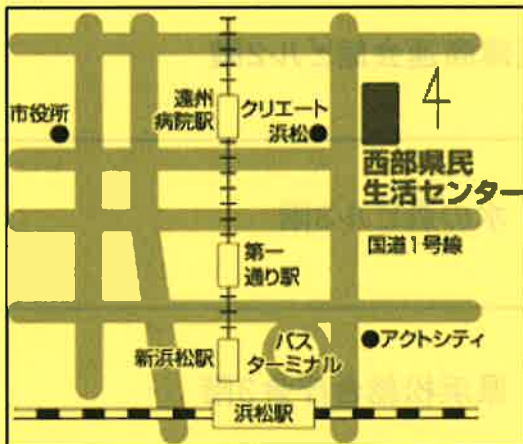 市役所
遠州
病院駅
クリエート
浜松
4
西部県民
生活センター
国道1号線
第一
通り駅
新浜松駅
バス
ターミナル
アクトシティ
浜松駅